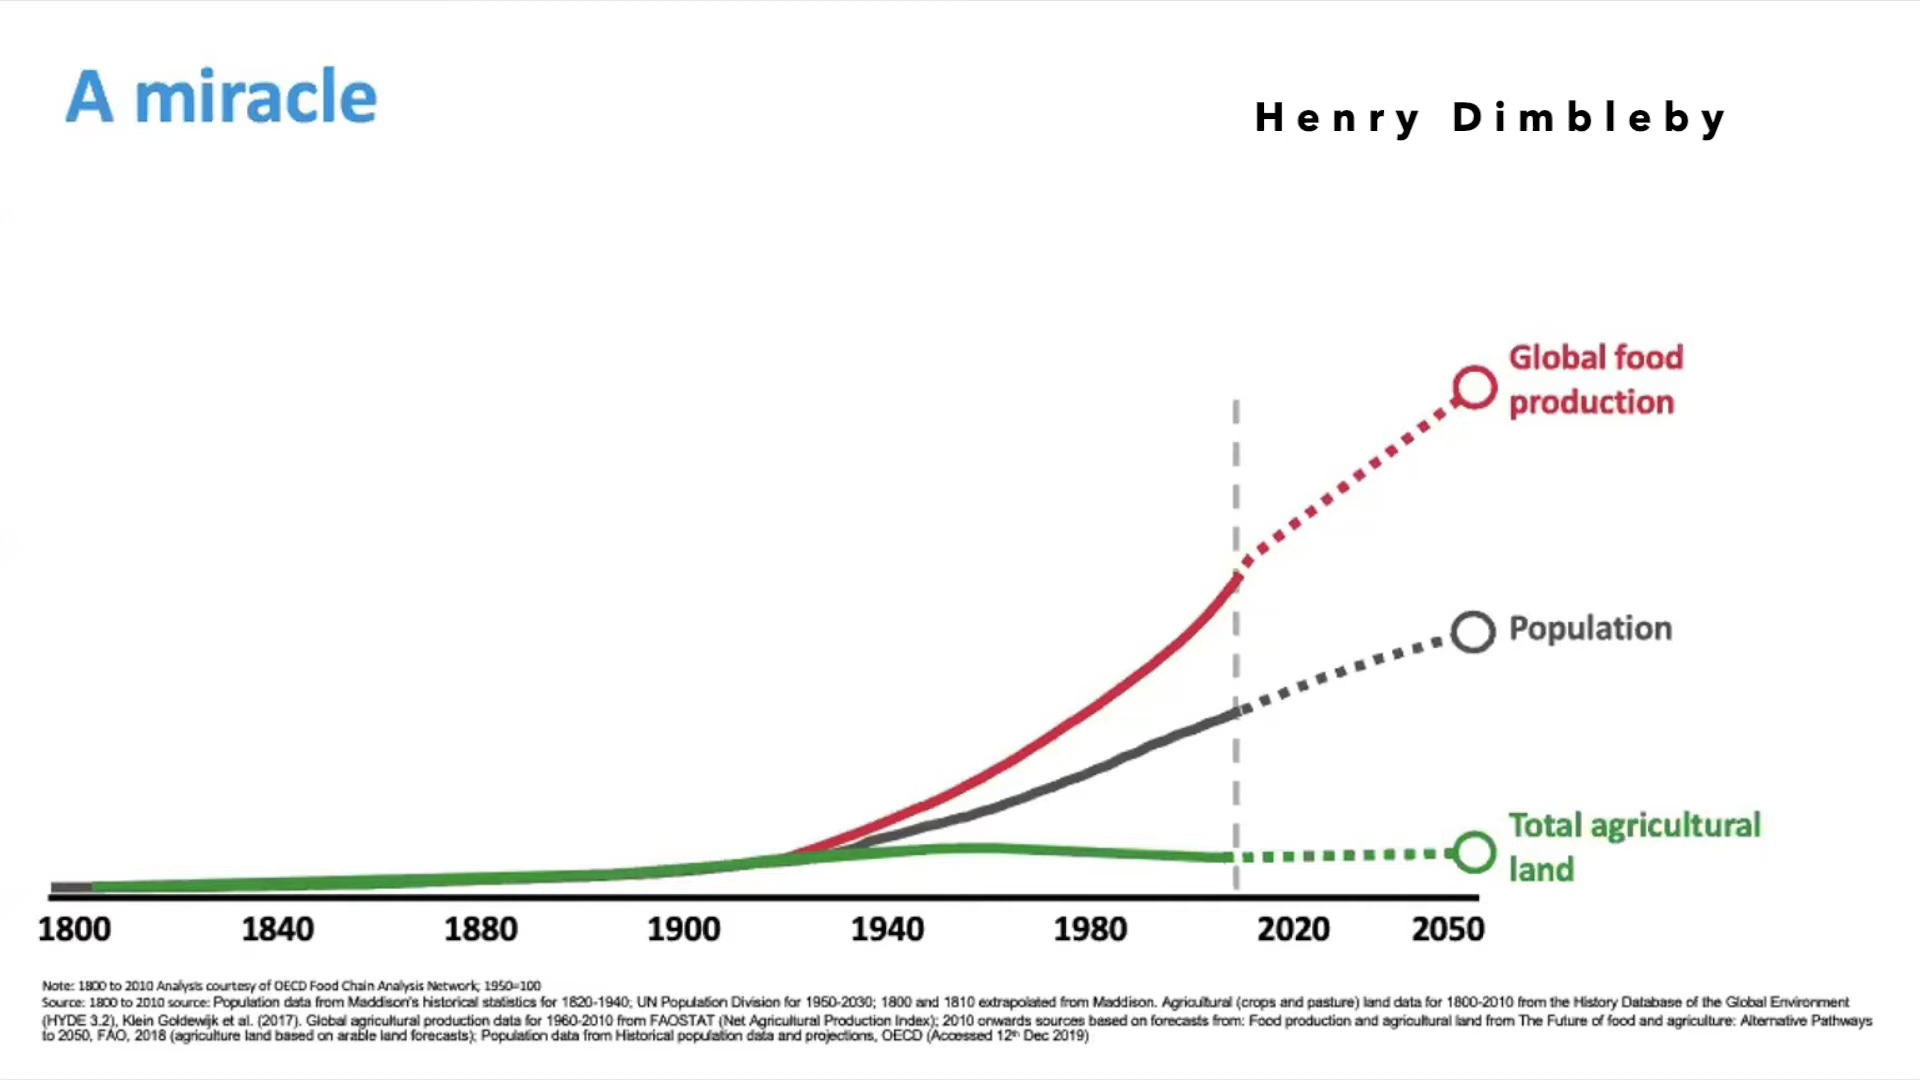 A miracle
Henry Dimbleby
Global food
production
Population
Total agricultural
land
1800 1840 1880 1900 1940 1980 2020 2050
Note: 1800 to 2010 Analysis courtesy of OECD Food Chain Analysis Network; 1950=100
Source: 1800 to 2010 source: Population data from Maddison's historical statistics for 1820-1940; UN Population Division for 1950-2030; 1800 and 1810 extrapolated from Maddison. Agricultural (crops and pasture) land data for 1800-2010 from the History Database of the Global Environment
(HYDE 3.2), Klein Goldewijk et al. (2017). Global agricultural production data for 1960-2010 from FAOSTAT (Net Agricultural Production Index); 2010 onwards sources based on forecasts from: Food production and agricultural land from The Future of food and agriculture: Alternative Pathways
to 2050, FAO, 2018 (agriculture land based on arable land forecasts); Population data from Historical population data and projections, OECD (Accessed 12th Dec 2019)